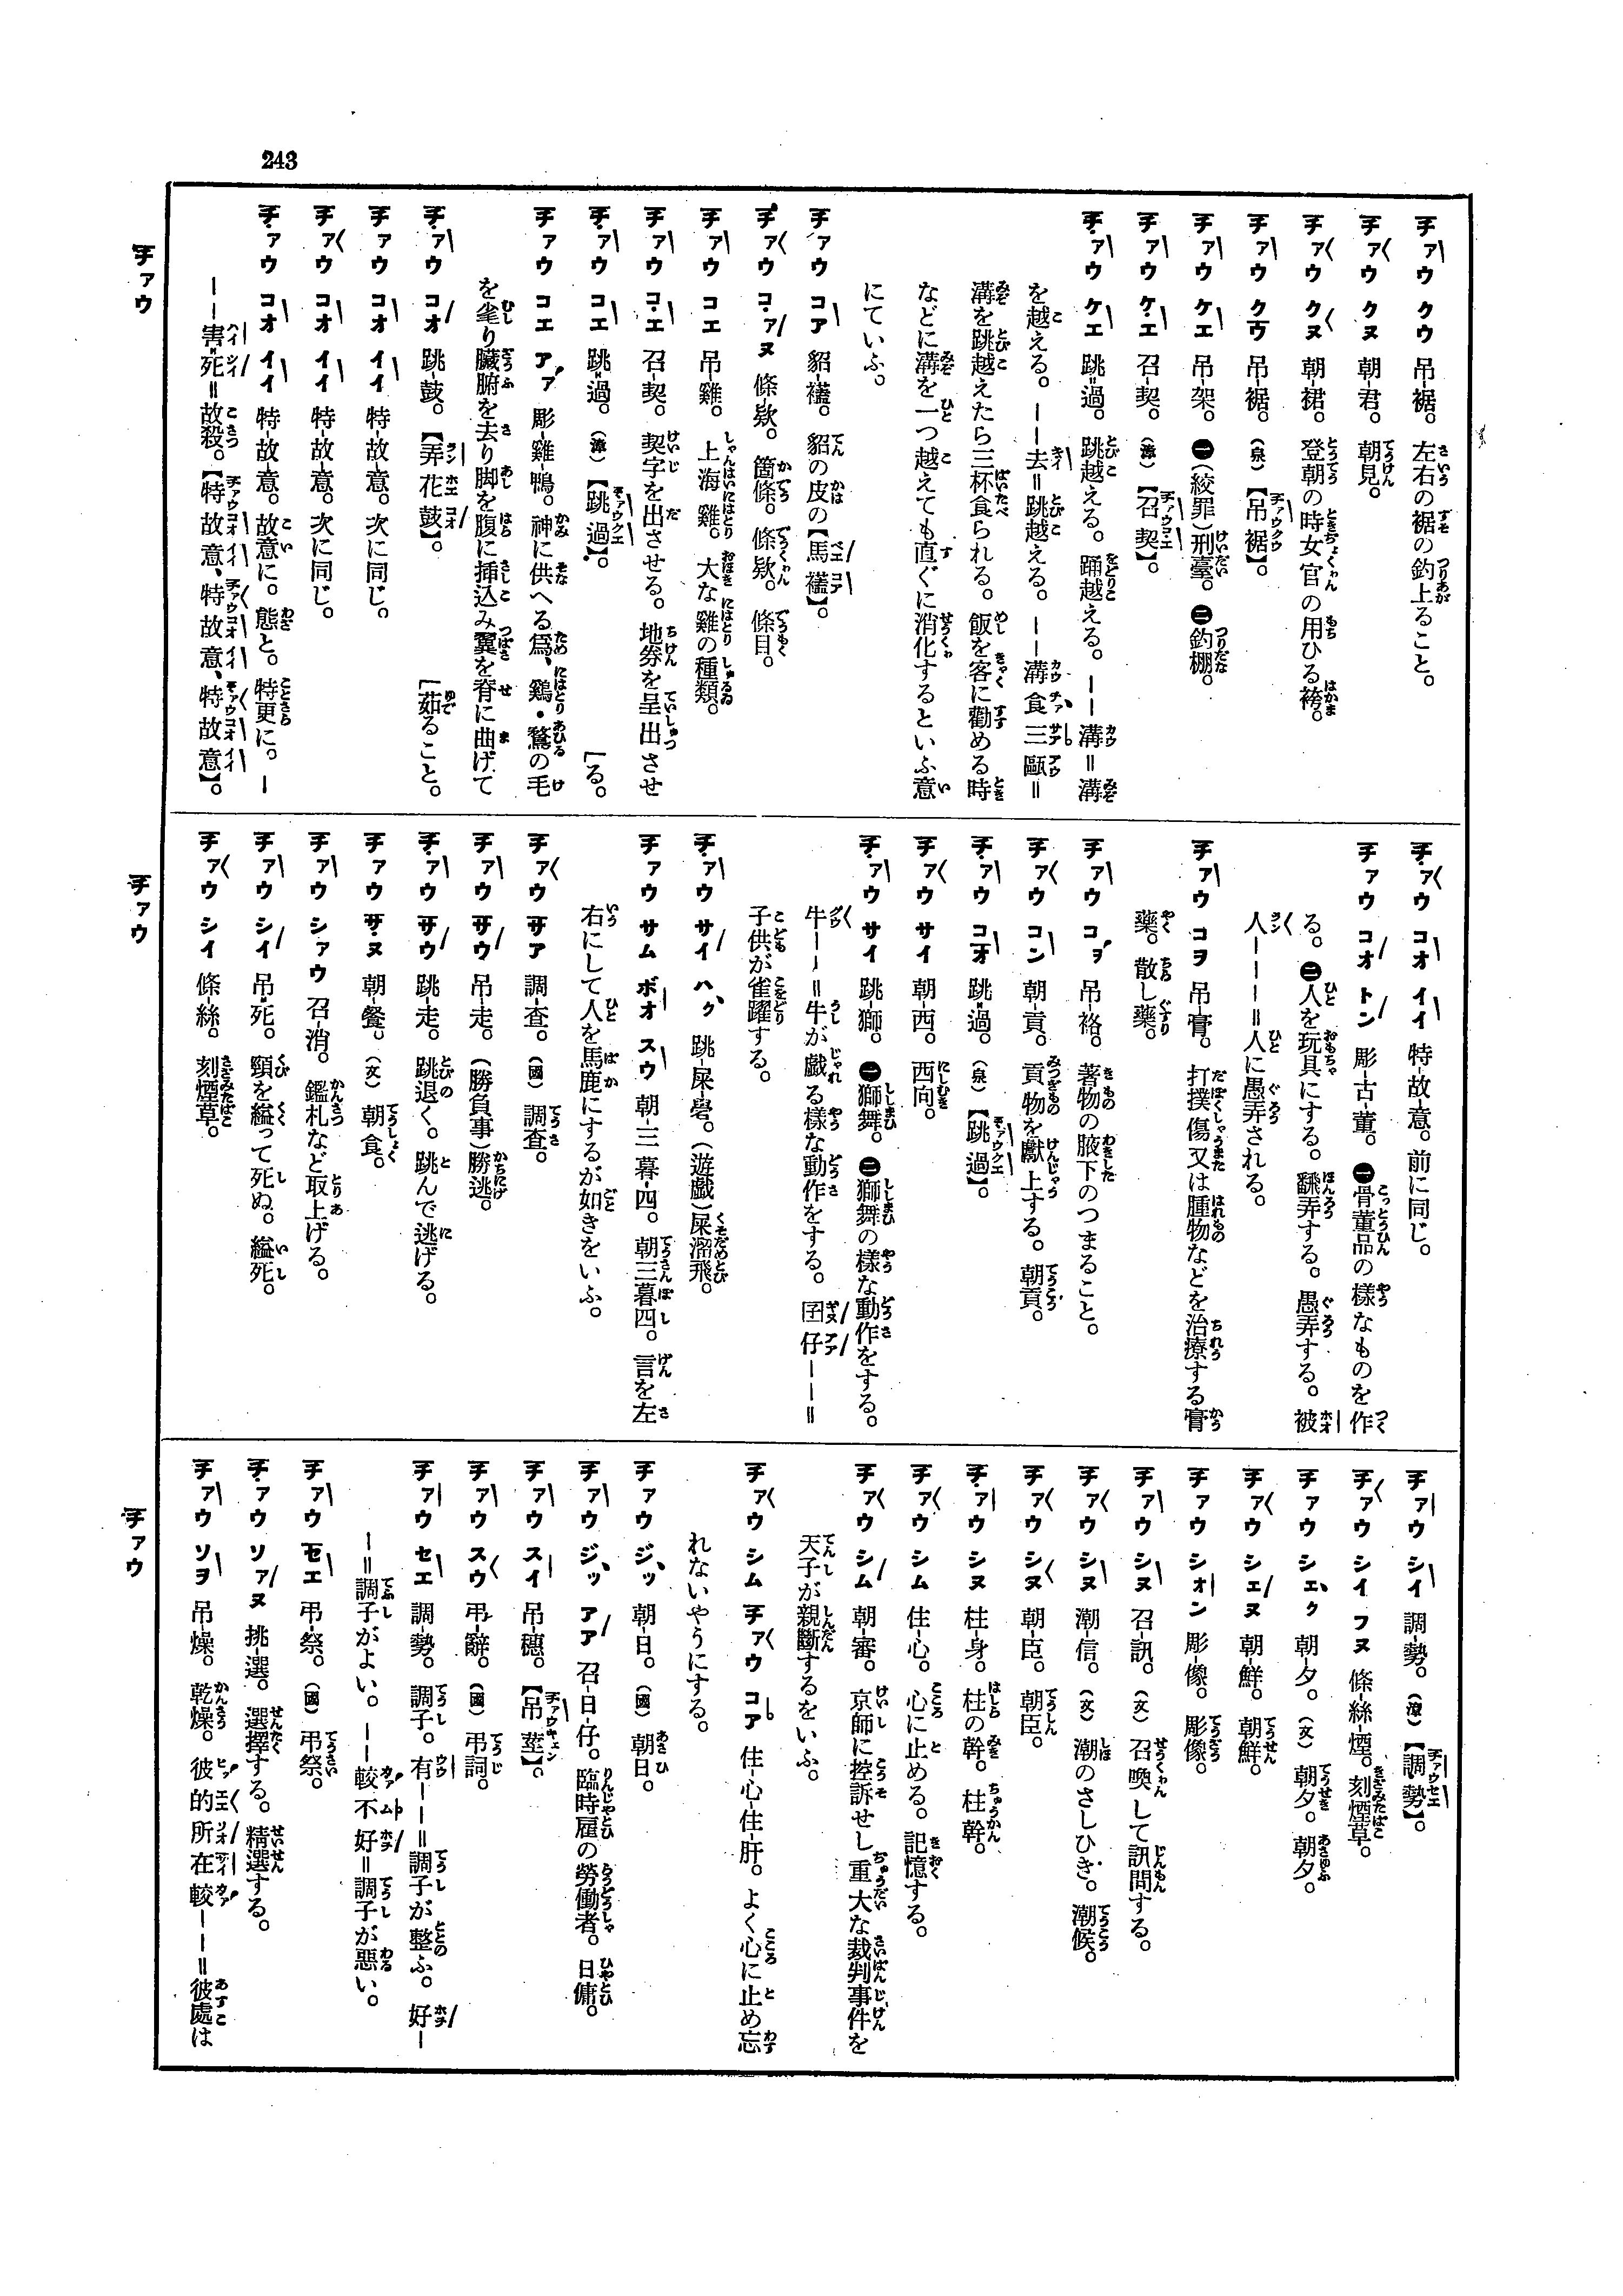 243
チァウ クウ 吊-裾。左右の裾の釣上ること。
チァウ クヌ 朝-君。朝見。
チァウ クヌ 朝-裙。登朝の時女官の用ひる袴。
チァウ クウ 吊-裾。（泉）【吊裾】。
チァウ ケエ 吊-架。㊀（絞罪）刑臺。㊁釣棚。
チァウ ケエ 召-契。（漳）【召契】。
チァウ ケエ 跳-過。跳越える。踊越える。——溝＝溝
を越える。——去＝跳越える。——溝食三甌＝
溝を跳越えたら三杯食られる。飯を客に勸める時
などに溝を一つ越えても直ぐに消化するといふ意
にていふ。
チァウ コア 貂-襠。貂の皮の【馬襠】。
チァウ コァヌ 條-欵。箇條。條欵。條目。
チァウ コエ 吊-雞。上海雞。大な雞の種類。
チァウ コエ 召-契。契字を出させる。地劵を呈出させ
チァウ コエ 跳-過。（漳）【跳過】。 ［る。
チァウ コエ アァ 彫-雞-鴨。神に供へる爲、鷄・鶩の毛
を毟り臟腑を去り脚を腹に挿込み翼を脊に曲げて
チァウ コオ 跳-鼓。【弄花鼓】。 ［茹ること。
チァウ コオ イイ 特-故-意。次に同じ。
チァウ コオ イイ 特-故-意。次に同じ。
チァウ コオ イイ 特-故-意。故意に。態と。特更に。—
—害-死＝故殺。【特故意、特故意、特故意】。
チァウ
チァウ コオ イイ 特-故-意。前に同じ。
チァウ コオ トン 彫-古-董。㊀骨董品の樣なものを作
る。㊁人を玩具にする。飜弄する。愚弄する。被
人———＝人に愚弄される。
チァウ コヲ 吊-膏。打撲傷又は腫物などを治療する膏
藥。散し藥。
チァウ コヲ 吊-袼。著物の腋下のつまること。
チァウ コン 朝-貢。貢物を獻上する。朝貢。
チァウ コオ 跳-過。（泉）【跳過】。
チァウ サイ 朝-西。西向。
チァウ サイ 跳-獅。㊀獅舞。㊁獅舞の樣な動作をする。
牛——＝牛が戲る樣な動作をする。囝仔——＝
子供が雀躍する。
チァウ サイ ハク 跳-屎-礐。（遊戲）屎溜飛。
チァウ サム ボオ スウ 朝-三暮-四。朝三暮四。言を左
右にして人を馬鹿にするが如きをいふ。
チァウ サア 調-查。（國）調查。
チァウ サウ 吊-走。（勝負事）勝逃。
チァウ サウ 跳-走。跳退く。跳んで逃げる。
チァウ サヌ 朝-餐。（文）朝食。
チァウ シァウ 召-消。鑑札など取上げる。
チァウ シイ 吊-死。頸を縊って死ぬ。縊死。
チァウ シイ 條-絲。刻煙草。
チァウ
チァウ シイ 調-勢。（漳）【調勢】。
チァウ シイ フヌ 條-絲-煙。刻煙草。
チァウ シェク 朝-夕。（文）朝夕。朝夕。
チァウ シェヌ 朝-鮮。朝鮮。
チァウ シオン 彫-像。彫像。
チァウ シヌ 召-訊。（文）召喚して訊問する。
チァウ シヌ 潮-信。（文）潮のさしひき。潮候。
チァウ シヌ 朝-臣。朝臣。
チァウ シヌ 柱-身。柱の幹。柱幹。
チァウ シム 住-心。心に止める。記憶する。
チァウ シム 朝-審。京師に控訴せし重大な裁判事件を
天子が親斷するをいふ。
チァウ シム チァウ コア 住-心-住-肝。よく心に止め忘
れないやうにする。
チァウ ジッ 朝-日。（國）朝日。
チァウ ジッ アア 召-日-仔。臨時雇の勞働者。日傭。
チァウ スイ 吊-穗。【吊莖】。
チァウ スウ 弔-辭。（國）弔詞。
チァウ セエ 調-勢。調子。有——＝調子が整ふ。好—
—＝調子がよい。——較不好＝調子が惡い。
チァウ セエ 弔-祭。（國）弔祭。
チァウ ソァヌ 挑-選。選擇する。精選する。
チァウ ソヲ 吊-燥。乾燥。彼的所在較——＝彼處は
チァウ